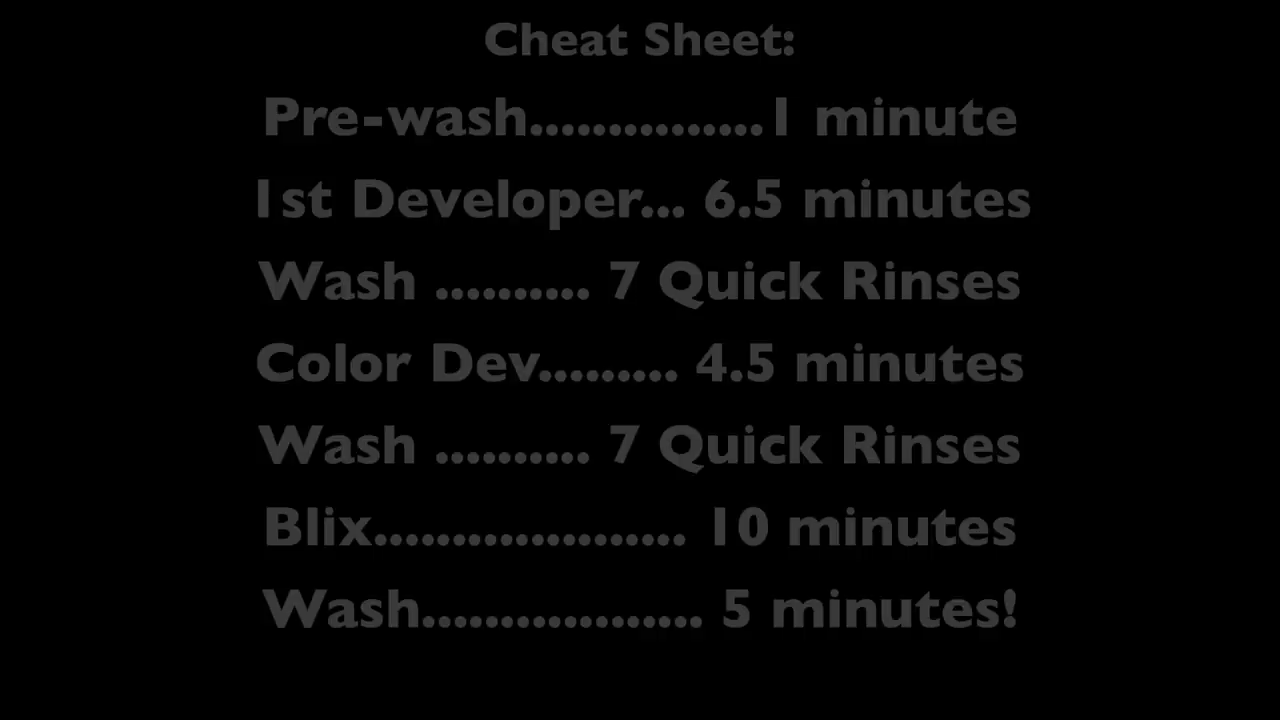 Cheat Sheet:
Pre-wash...............1 minute
1st Developer... 6.5 minutes
Wash .......... 7 Quick Rinses
Color Dev......... 4.5 minutes
Wash .......... 7 Quick Rinses
Blix.................... 10 minutes
Wash.................. 5 minutes!